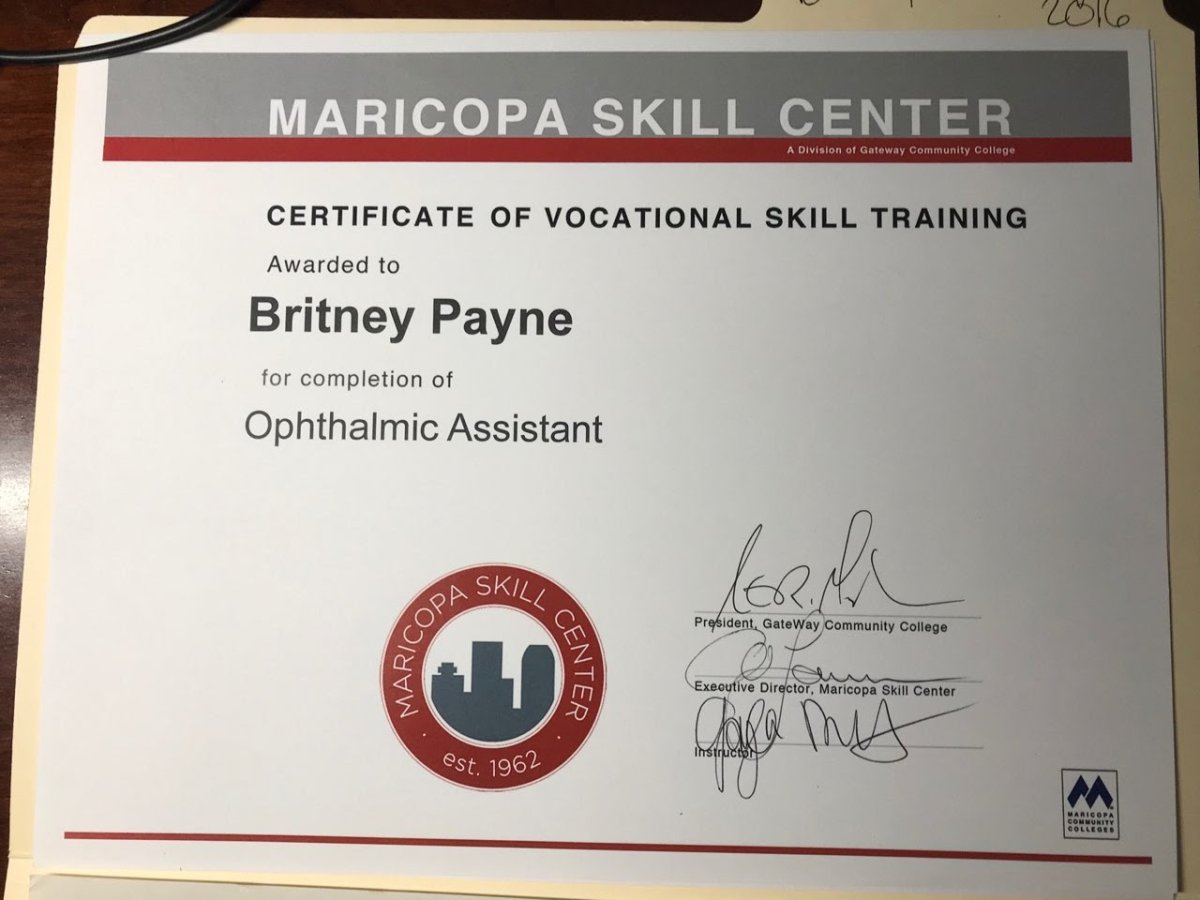 2016
MARICOPA SKILL CENTER
A Division of Gateway Community College
CERTIFICATE OF VOCATIONAL SKILL TRAINING
Awarded to
Britney Payne
for completion of
Ophthalmic Assistant
MARICOPA SKILL CENTER
est. 1962
President, GateWay Community College
Executive Director, Maricopa Skill Center
Instructor
MARICOPA
COMMUNITY
COLLEGES